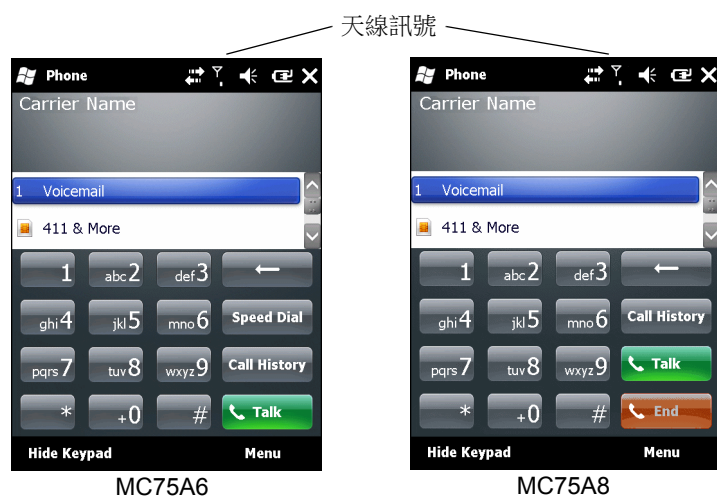 天線訊號
Phone
Carrier Name
1 Voicemail
411 & More
1 abc2 def3
ghi4 jkl5 mno6 Speed Dial
pqrs7 tuv8 wxyz9 Call History
* +0 # Talk
Hide Keypad Menu
MC75A6
Phone
Carrier Name
1 Voicemail
411 & More
1 abc2 def3
ghi4 jkl5 mno6 Call History
pqrs7 tuv8 wxyz9 Talk
* +0 # End
Hide Keypad Menu
MC75A8